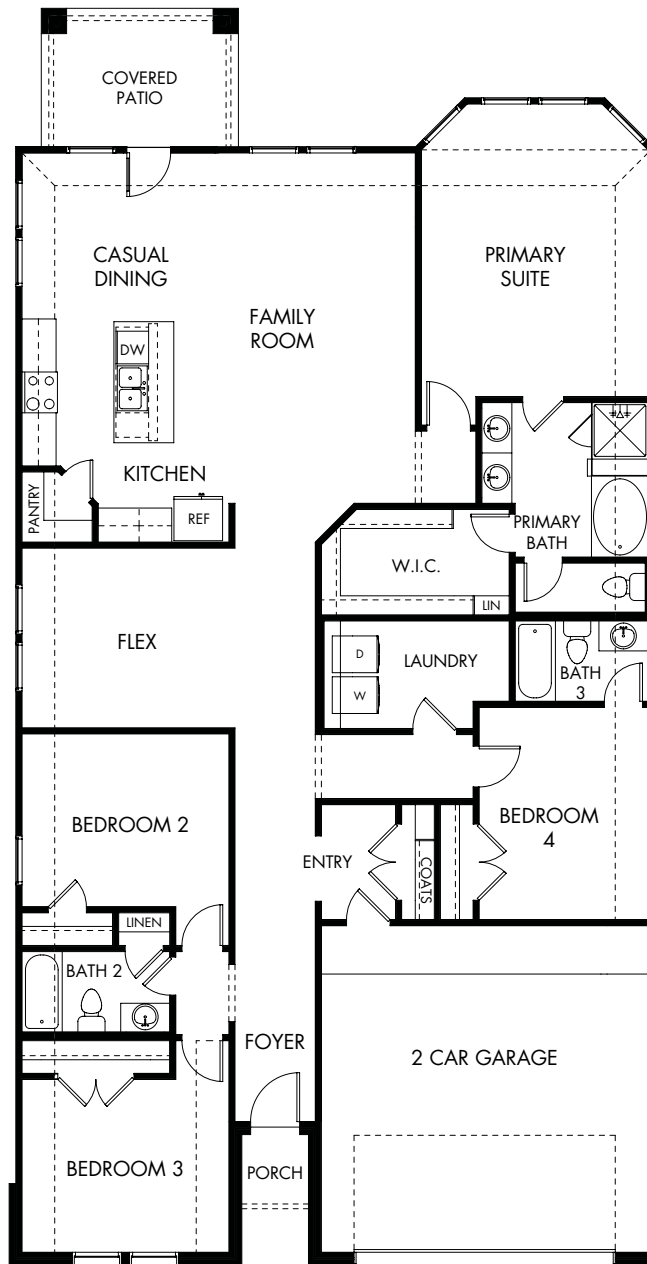 COVERED
PATIO
CASUAL
DINING
PRIMARY
SUITE
FAMILY
ROOM
DW
KITCHEN
PANTRY
REF
PRIMARY
BATH
W.I.C.
LIN
FLEX
D
W
LAUNDRY
BATH
3
BEDROOM 2
BEDROOM
4
ENTRY
COATS
LINEN
BATH 2
FOYER
2 CAR GARAGE
BEDROOM 3
PORCH